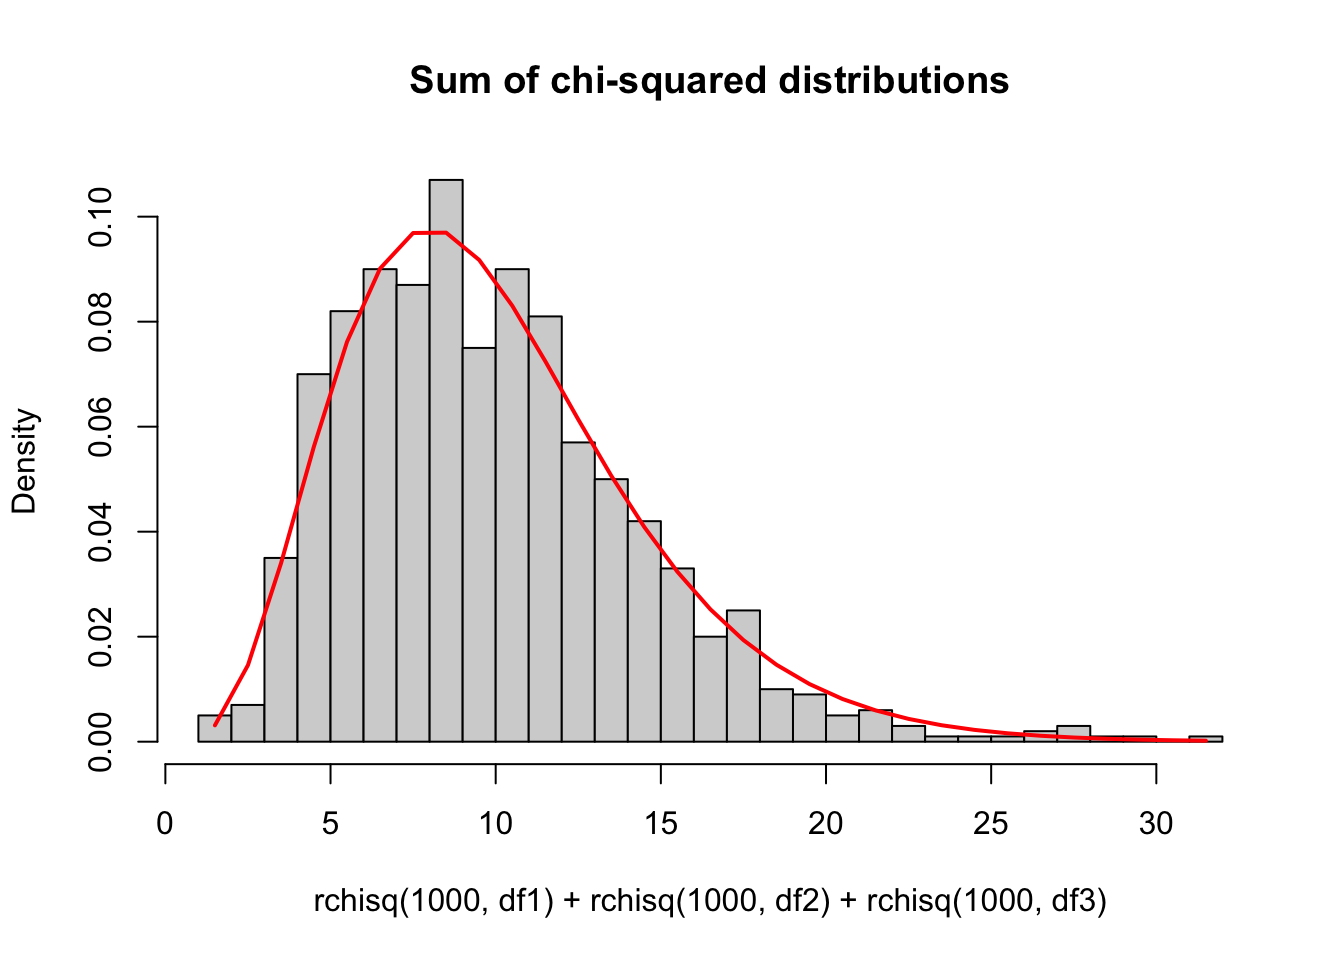 Sum of chi-squared distributions
Density
0.10
0.08
0.06
0.04
0.02
0.00
0 5 10 15 20 25 30
rchisq(1000, df1) + rchisq(1000, df2) + rchisq(1000, df3)